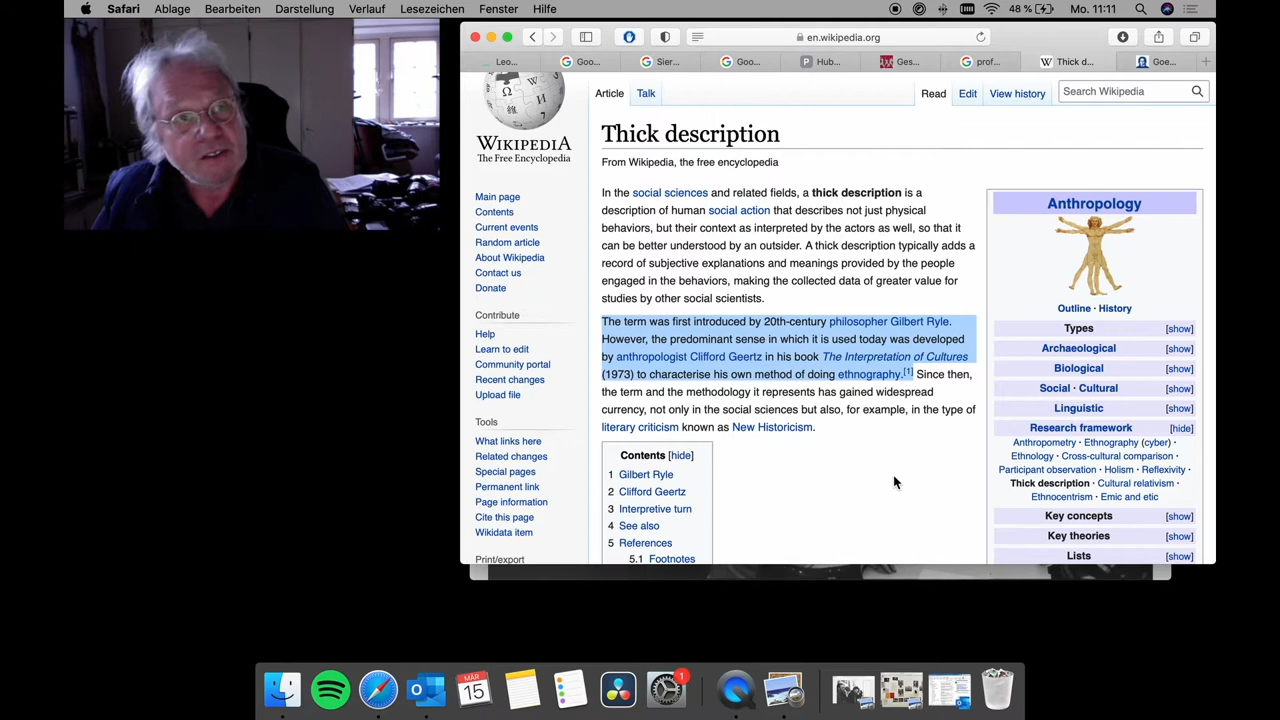 Safari Ablage Bearbeiten Darstellung Verlauf Lesezeichen Fenster Hilfe 48 % Mo. 11:11
en.wikipedia.org
Leo... Goo... Sier... Goo... Hub... Ges... prof... Thick d... Goe...
Article Talk Read Edit View history Search Wikipedia
WIKIPEDIA
The Free Encyclopedia
Main page
Contents
Current events
Random article
About Wikipedia
Contact us
Donate
Contribute
Help
Learn to edit
Community portal
Recent changes
Upload file
Tools
What links here
Related changes
Special pages
Permanent link
Page information
Cite this page
Wikidata item
Print/export
Thick description
From Wikipedia, the free encyclopedia
In the social sciences and related fields, a thick description is a
description of human social action that describes not just physical
behaviors, but their context as interpreted by the actors as well, so that it
can be better understood by an outsider. A thick description typically adds a
record of subjective explanations and meanings provided by the people
engaged in the behaviors, making the collected data of greater value for
studies by other social scientists.
The term was first introduced by 20th-century philosopher Gilbert Ryle.
However, the predominant sense in which it is used today was developed
by anthropologist Clifford Geertz in his book The Interpretation of Cultures
(1973) to characterise his own method of doing ethnography.[1] Since then,
the term and the methodology it represents has gained widespread
currency, not only in the social sciences but also, for example, in the type of
literary criticism known as New Historicism.
Contents [hide]
1 Gilbert Ryle
2 Clifford Geertz
3 Interpretive turn
4 See also
5 References
5.1 Footnotes
Anthropology
Outline · History
Types [show]
Archaeological [show]
Biological [show]
Social · Cultural [show]
Linguistic [show]
Research framework [hide]
Anthropometry · Ethnography (cyber) ·
Ethnology · Cross-cultural comparison ·
Participant observation · Holism · Reflexivity ·
Thick description · Cultural relativism ·
Ethnocentrism · Emic and etic
Key concepts [show]
Key theories [show]
Lists [show]
MÄR
15
1